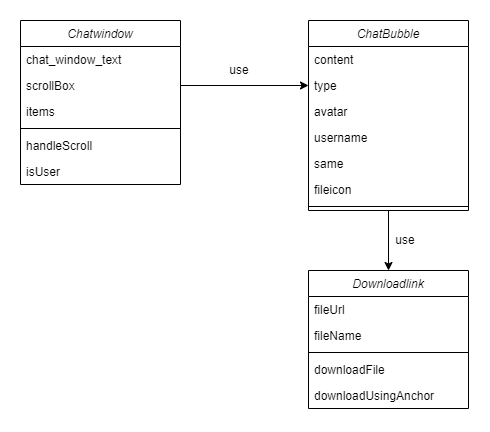 Chatwindow
chat_window_text
scrollBox
items
handleScroll
isUser
use
ChatBubble
content
type
avatar
username
same
fileicon
use
Downloadlink
fileUrl
fileName
downloadFile
downloadUsingAnchor